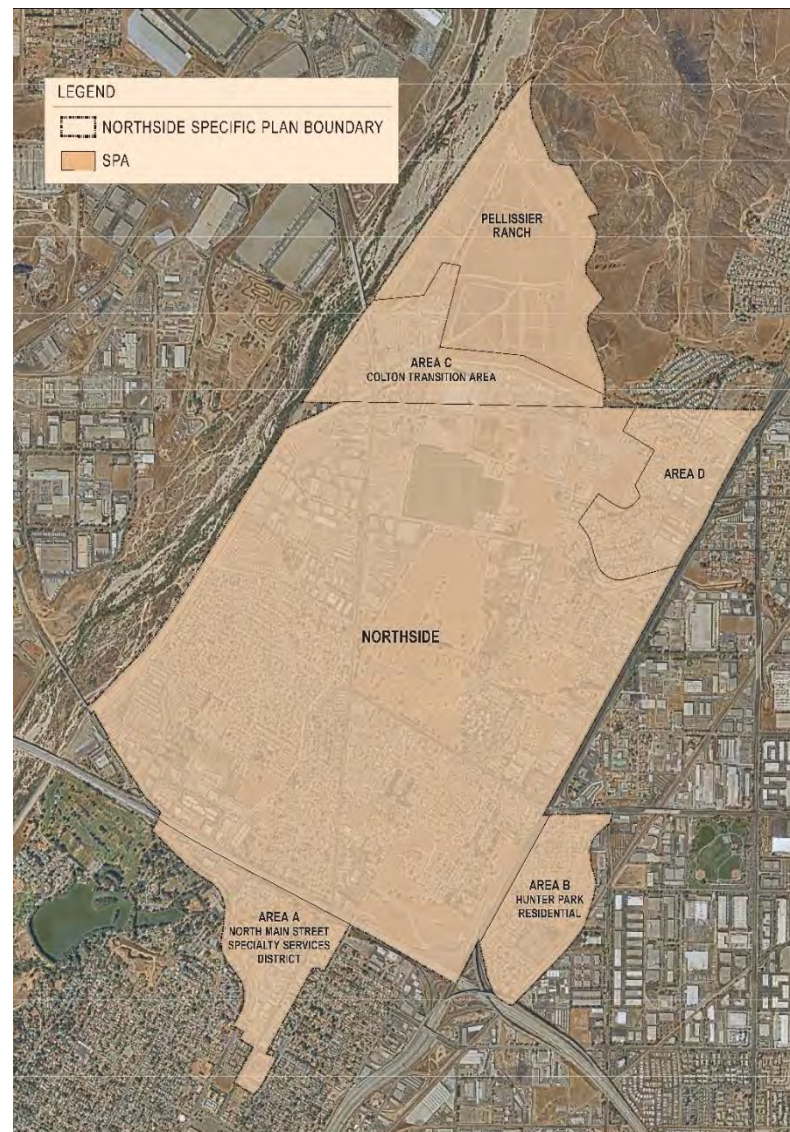 LEGEND
NORTHSIDE SPECIFIC PLAN BOUNDARY
SPA
PELLISSIER
RANCH
AREA C
COLTON TRANSITION AREA
AREA D
NORTHSIDE
AREA B
HUNTER PARK
RESIDENTIAL
AREA A
NORTH MAIN STREET
SPECIALTY SERVICES
DISTRICT